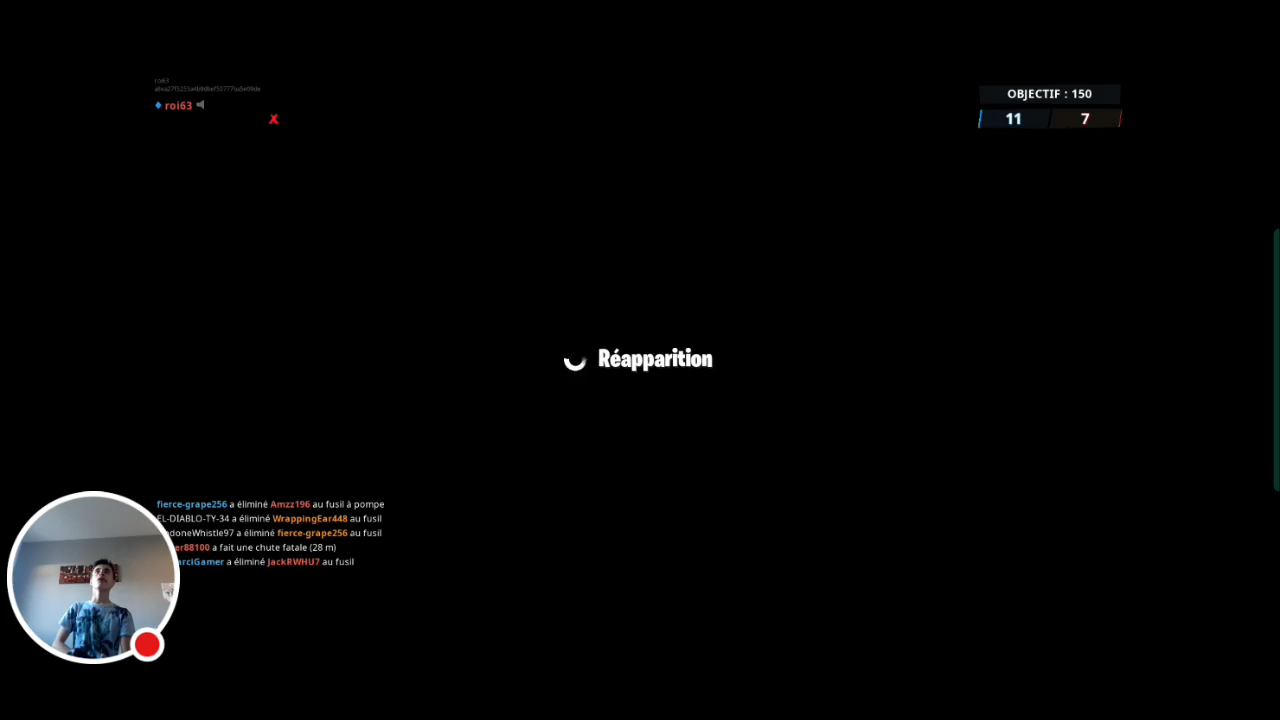 roi63
roi63
X
OBJECTIF : 150
11 7
Réapparition
fierce-grape256 a éliminé Amzz196 au fusil à pompe
EL-DIABLO-TY-34 a éliminé WrappingEar448 au fusil
doneWhistle97 a éliminé fierce-grape256 au fusil
er88100 a fait une chute fatale (28 m)
arciGamer a éliminé JackRWHU7 au fusil